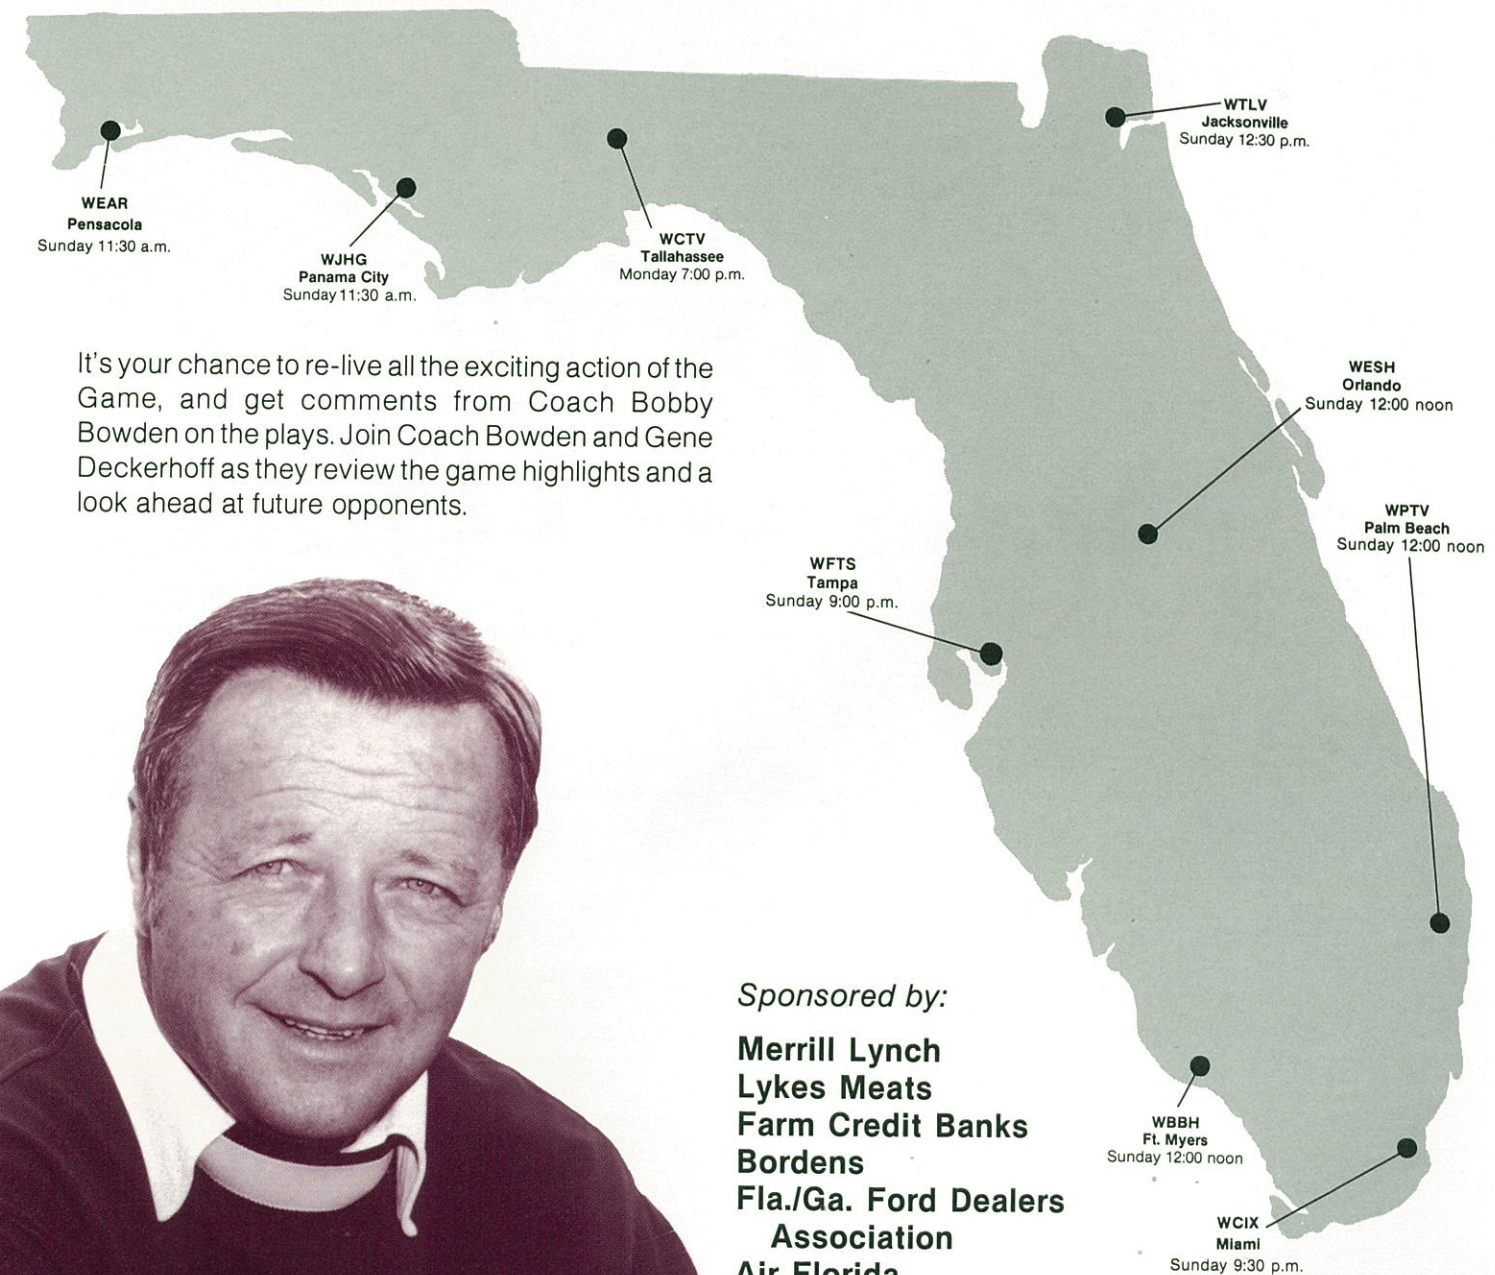 WTLV
Jacksonville
Sunday 12:30 p.m.
WEAR
Pensacola
Sunday 11:30 a.m.
WJHG
Panama City
Sunday 11:30 a.m.
WCTV
Tallahassee
Monday 7:00 p.m.
It's your chance to re-live all the exciting action of the
Game, and get comments from Coach Bobby
Bowden on the plays. Join Coach Bowden and Gene
Deckerhoff as they review the game highlights and a
look ahead at future opponents.
WESH
Orlando
Sunday 12:00 noon
WPTV
Palm Beach
Sunday 12:00 noon
WFTS
Tampa
Sunday 9:00 p.m.
Sponsored by:
Merrill Lynch
Lykes Meats
Farm Credit Banks
Bordens
Fla./Ga. Ford Dealers
Association
Air Florida
WBBH
Ft. Myers
Sunday 12:00 noon
WCIX
Miami
Sunday 9:30 p.m.